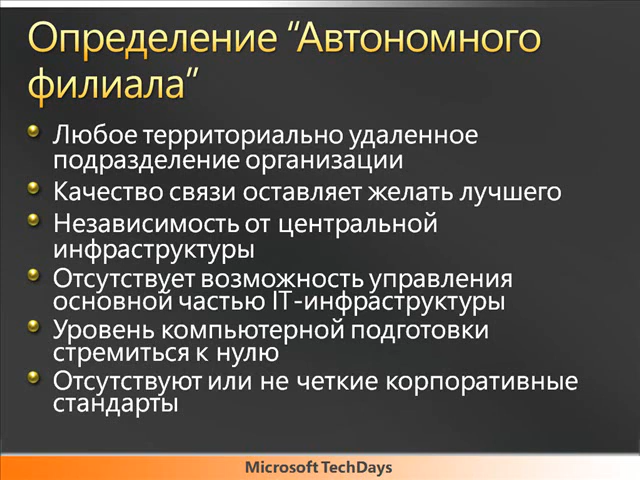 Определение “Автономного
филиала”
Любое территориально удаленное
подразделение организации
Качество связи оставляет желать лучшего
Независимость от центральной
инфраструктуры
Отсутствует возможность управления
основной частью IT-инфраструктуры
Уровень компьютерной подготовки
стремиться к нулю
Отсутствуют или не четкие корпоративные
стандарты
Microsoft TechDays